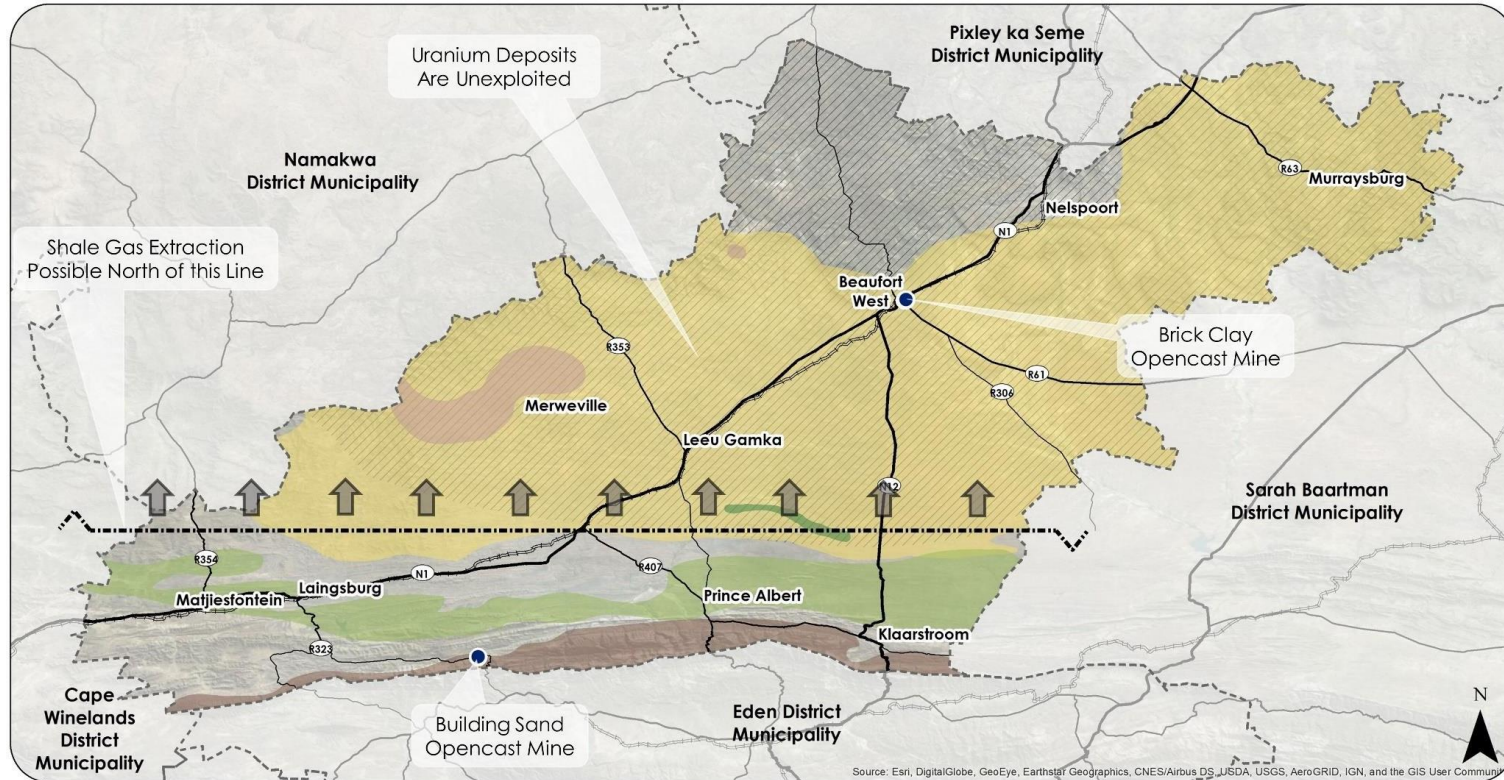 Pixley ka Seme
District Municipality
Uranium Deposits
Are Unexploited
Namakwa
District Municipality
R63
Murraysburg
Nelspoort
N1
Shale Gas Extraction
Possible North of this Line
Beaufort
West
Brick Clay
Opencast Mine
R353
R61
R306
Merweville
Leeu Gamka
N12
Sarah Baartman
District Municipality
R354
N1
R407
Laingsburg
Matjiesfontein
Prince Albert
Klaarstroom
R323
Cape
Winelands
District
Municipality
Building Sand
Opencast Mine
Eden District
Municipality
N
Source: Esri, DigitalGlobe, GeoEye, Earthstar Geographics, CNES/Airbus DS, USDA, USGS, AeroGRID, IGN, and the GIS User Community